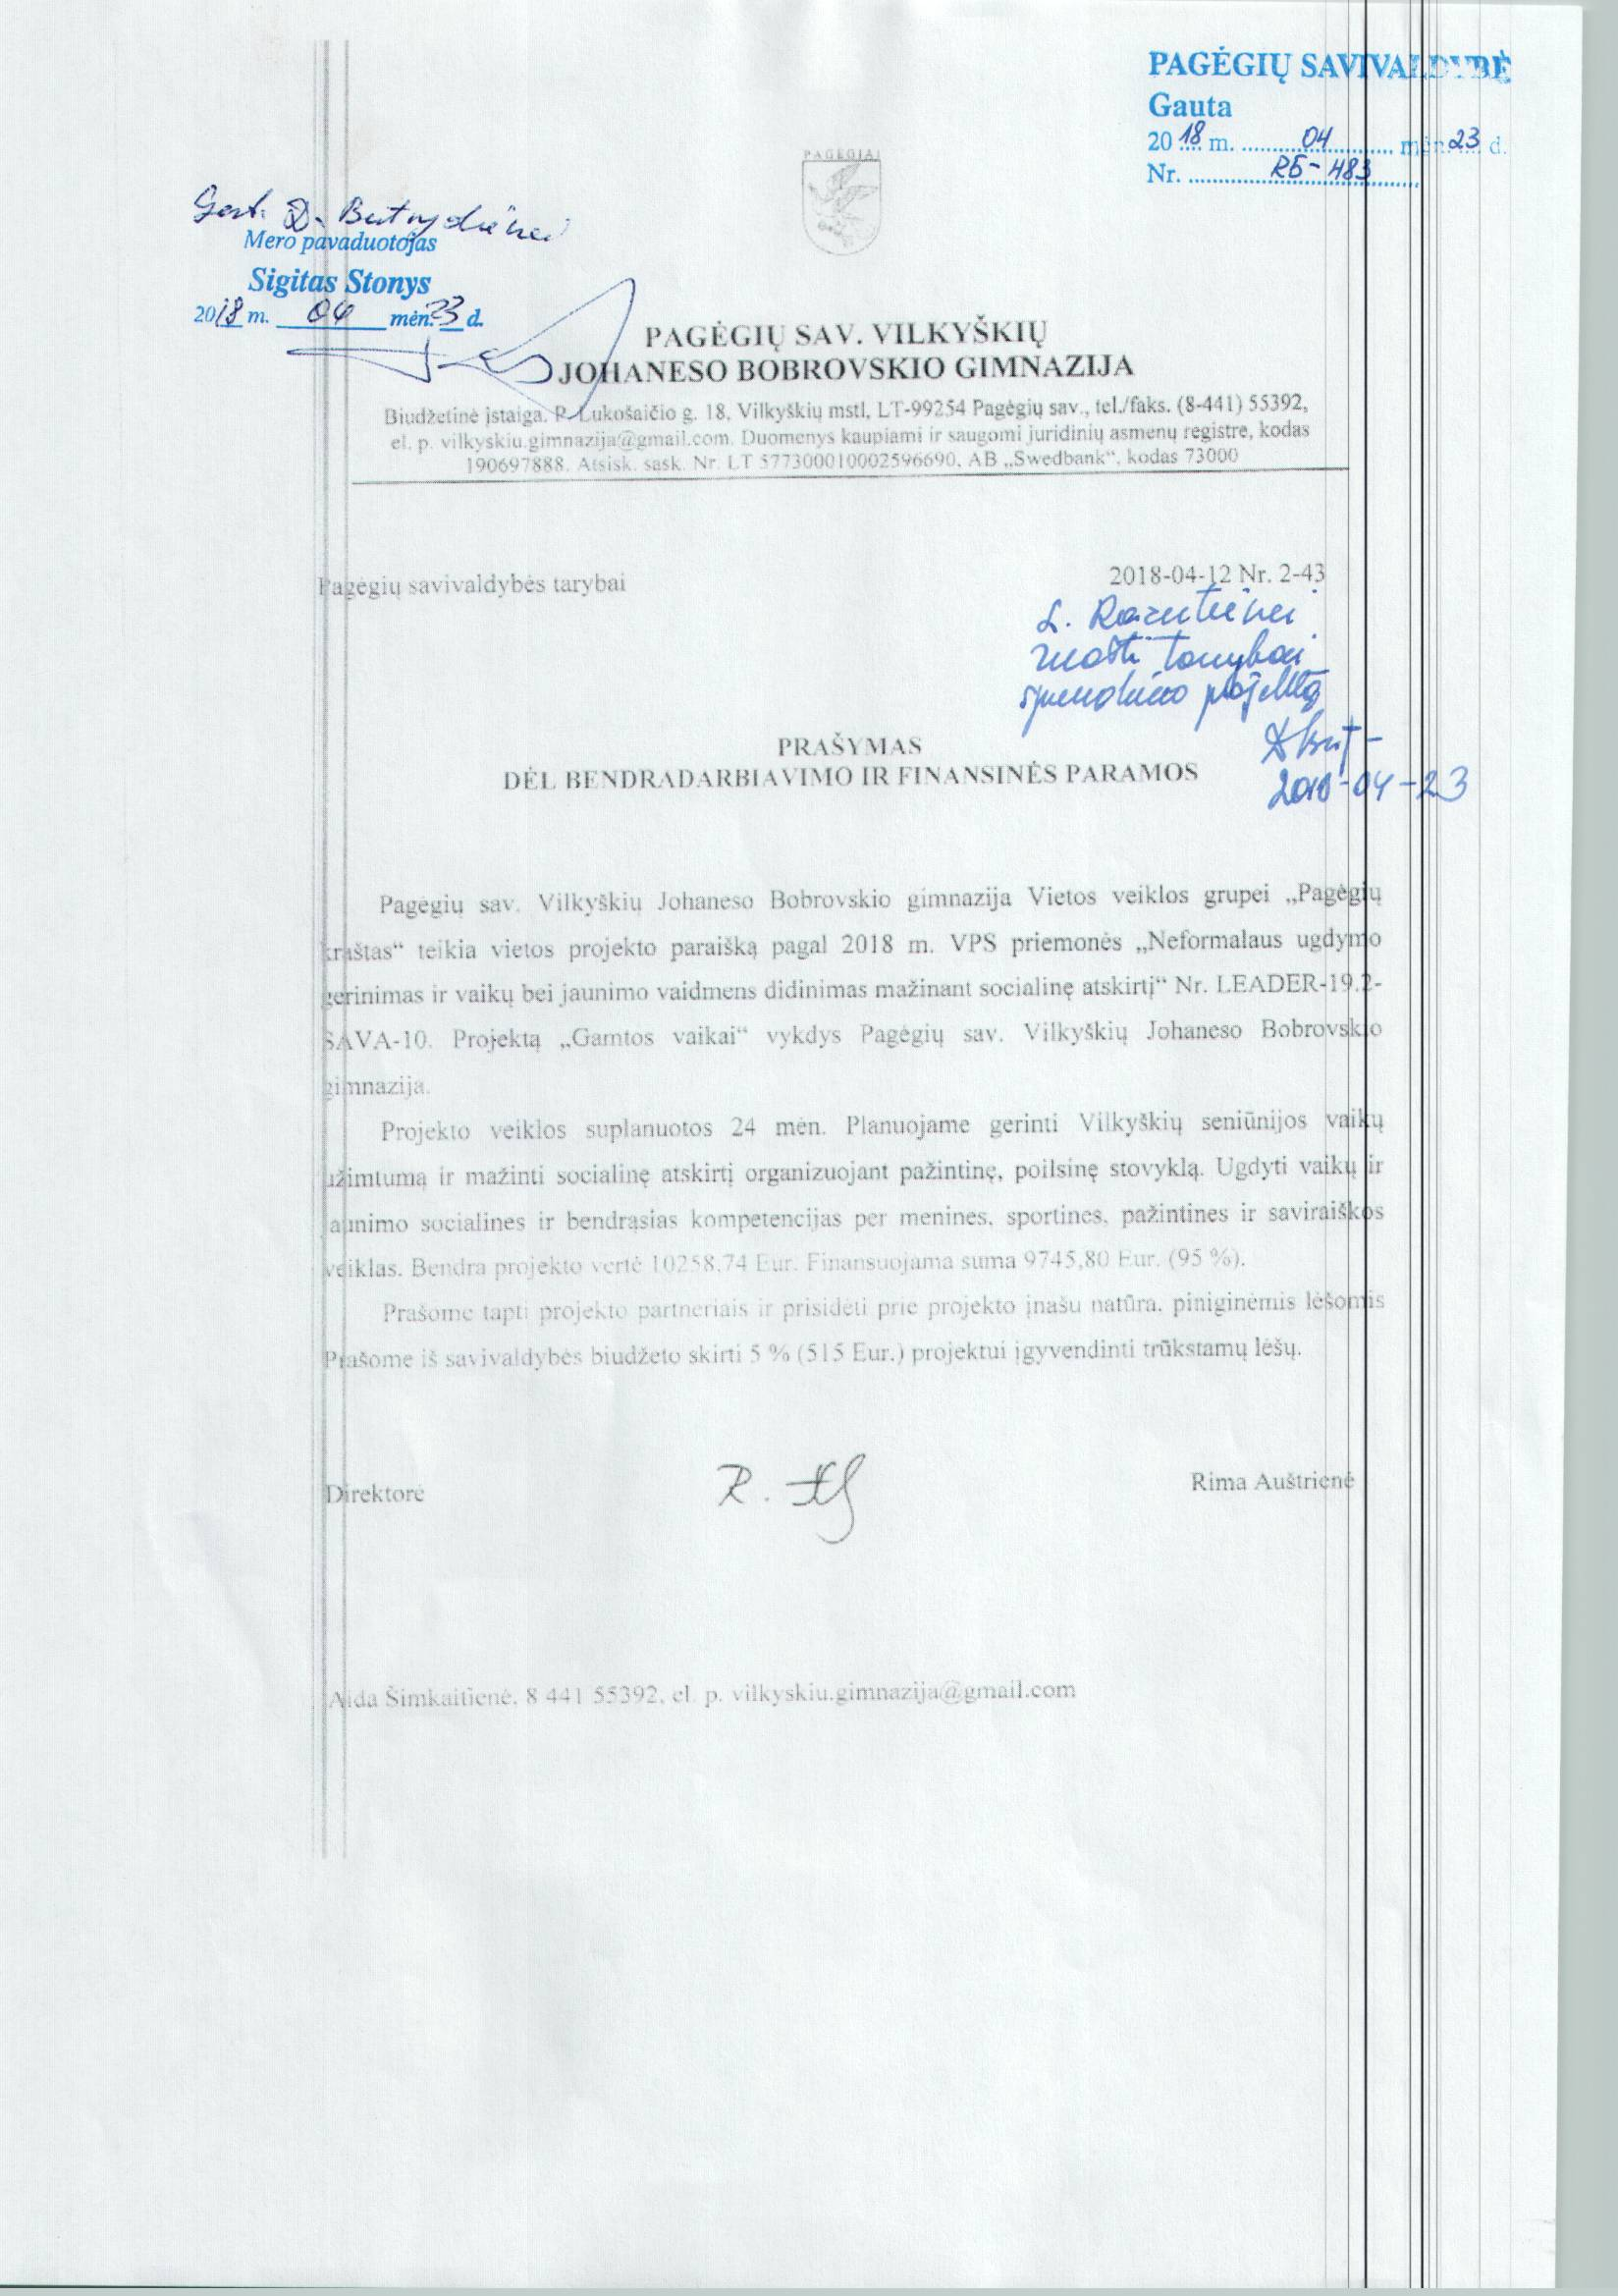 PAGĖGIŲ SAVIVALDYBĖ
Gauta
2018 m. 04 mėn. 23 d.
Nr. R5-483
PAGĖGIAI
Gerb. D. Butvydienei
Mero pavaduotojas
Sigitas Stonys
2018 m. 04 mėn. 23 d.
PAGĖGIŲ SAV. VILKYŠKIŲ
JOHANESO BOBROVSKIO GIMNAZIJA
Biudžetinė įstaiga. P. Lukošaičio g. 18, Vilkyškių mstl, LT-99254 Pagėgių sav., tel./faks. (8-441) 55392,
el. p. vilkyskiu.gimnazija@gmail.com. Duomenys kaupiami ir saugomi juridinių asmenų registre, kodas
190697888. Atsisk. sąsk. Nr. LT 577300010002596690, AB „Swedbank“, kodas 73000
Pagėgių savivaldybės tarybai
2018-04-12 Nr. 2-43
ruošti tarybai
sprendimo projektą
2018-04-23
PRAŠYMAS
DĖL BENDRADARBIAVIMO IR FINANSINĖS PARAMOS
Pagėgių sav. Vilkyškių Johaneso Bobrovskio gimnazija Vietos veiklos grupei „Pagėgių
kraštas“ teikia vietos projekto paraišką pagal 2018 m. VPS priemonės „Neformalaus ugdymo
gerinimas ir vaikų bei jaunimo vaidmens didinimas mažinant socialinę atskirtį“ Nr. LEADER-19.2-
SAVA-10. Projektą „Gamtos vaikai“ vykdys Pagėgių sav. Vilkyškių Johaneso Bobrovskio
gimnazija.
Projekto veiklos suplanuotos 24 mėn. Planuojame gerinti Vilkyškių seniūnijos vaikų
užimtumą ir mažinti socialinę atskirtį organizuojant pažintinę, poilsinę stovyklą. Ugdyti vaikų ir
jaunimo socialines ir bendrąsias kompetencijas per menines, sportines, pažintines ir saviraiškos
veiklas. Bendra projekto vertė 10258,74 Eur. Finansuojama suma 9745,80 Eur. (95 %).
Prašome tapti projekto partneriais ir prisidėti prie projekto įnašu natūra, piniginėmis lėšomis
Prašome iš savivaldybės biudžeto skirti 5 % (515 Eur.) projektui įgyvendinti trūkstamų lėšų.
Direktorė
Rima Auštrienė
Aida Šimkaitienė, 8 441 55392, el. p. vilkyskiu.gimnazija@gmail.com